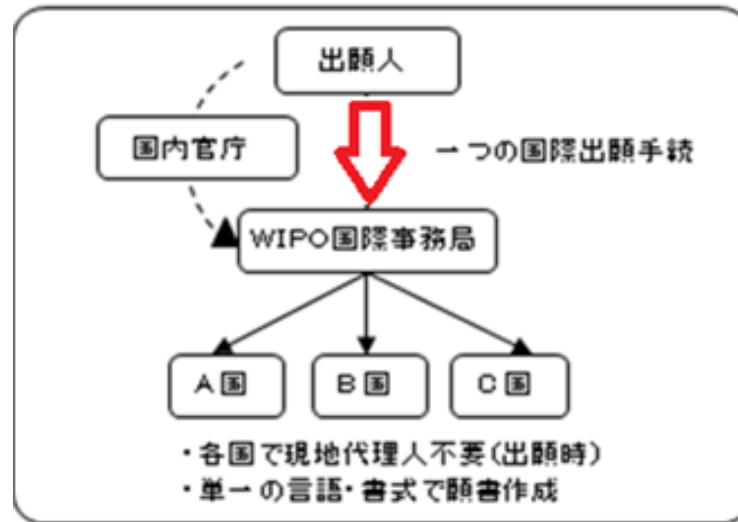 出願人
国内官庁
一つの国際出願手続
WIPO国際事務局
A国
B国
C国
・各国で現地代理人不要(出願時)
・単一の言語・書式で願書作成